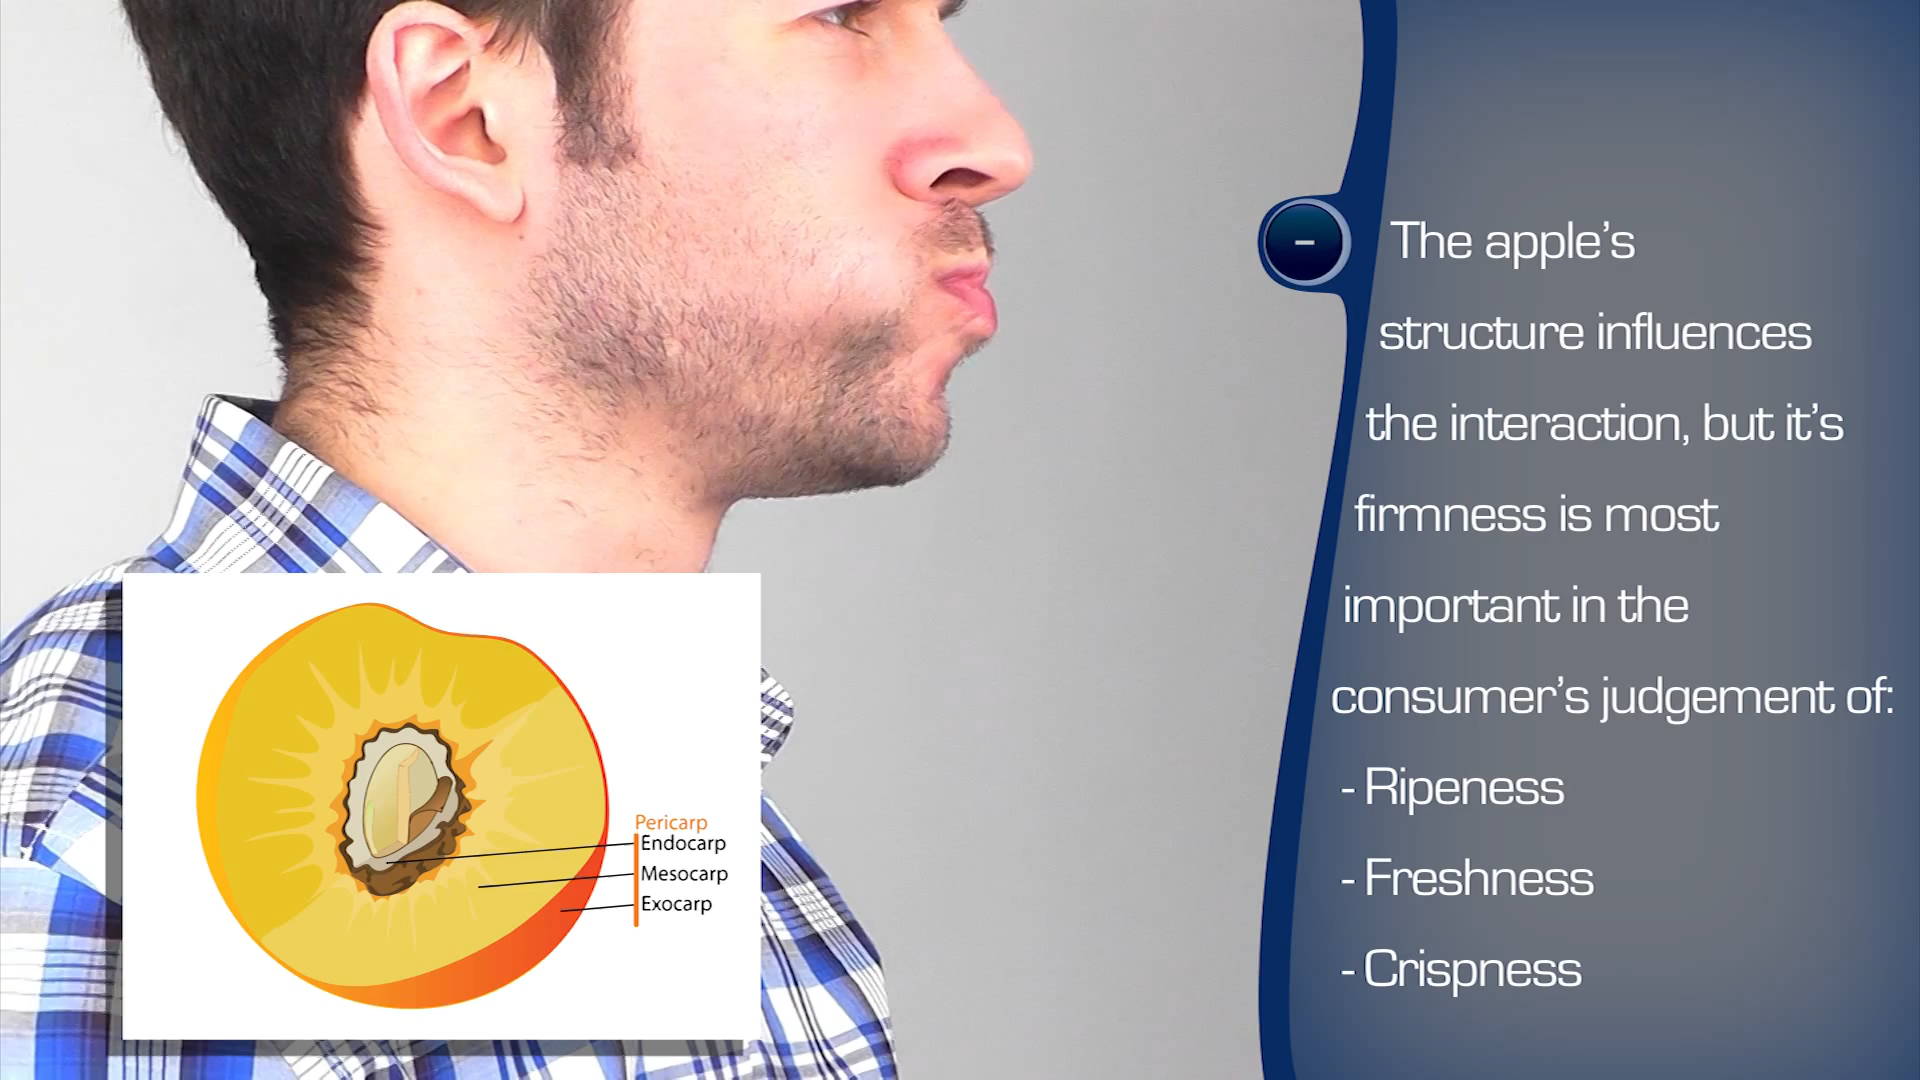 - The apple’s
structure influences
the interaction, but it’s
firmness is most
important in the
consumer’s judgement of:
- Ripeness
- Freshness
- Crispness
Pericarp
Endocarp
Mesocarp
Exocarp